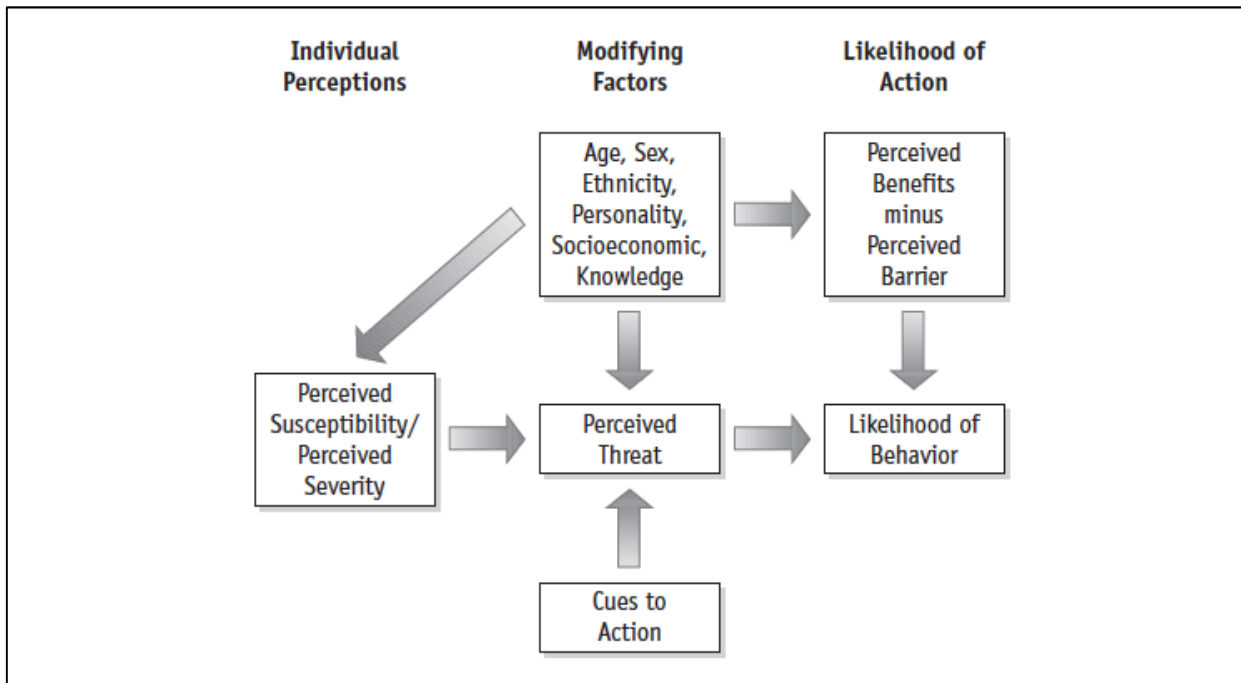 Individual
Perceptions
Modifying
Factors
Likelihood of
Action
Age, Sex,
Ethnicity,
Personality,
Socioeconomic,
Knowledge
Perceived
Benefits
minus
Perceived
Barrier
Perceived
Susceptibility/
Perceived
Severity
Perceived
Threat
Likelihood of
Behavior
Cues to
Action